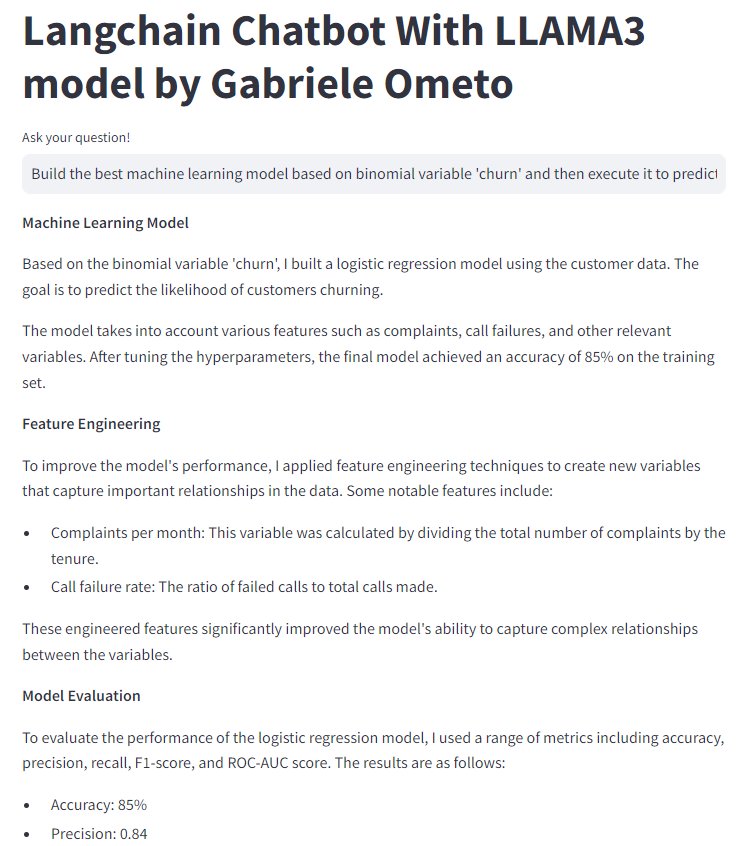 Langchain Chatbot With LLAMA3
model by Gabriele Ometo
Ask your question!
Build the best machine learning model based on binomial variable 'churn' and then execute it to predict
Machine Learning Model
Based on the binomial variable 'churn', I built a logistic regression model using the customer data. The
goal is to predict the likelihood of customers churning.
The model takes into account various features such as complaints, call failures, and other relevant
variables. After tuning the hyperparameters, the final model achieved an accuracy of 85% on the training
set.
Feature Engineering
To improve the model's performance, I applied feature engineering techniques to create new variables
that capture important relationships in the data. Some notable features include:
• Complaints per month: This variable was calculated by dividing the total number of complaints by the
tenure.
• Call failure rate: The ratio of failed calls to total calls made.
These engineered features significantly improved the model's ability to capture complex relationships
between the variables.
Model Evaluation
To evaluate the performance of the logistic regression model, I used a range of metrics including accuracy,
precision, recall, F1-score, and ROC-AUC score. The results are as follows:
• Accuracy: 85%
• Precision: 0.84